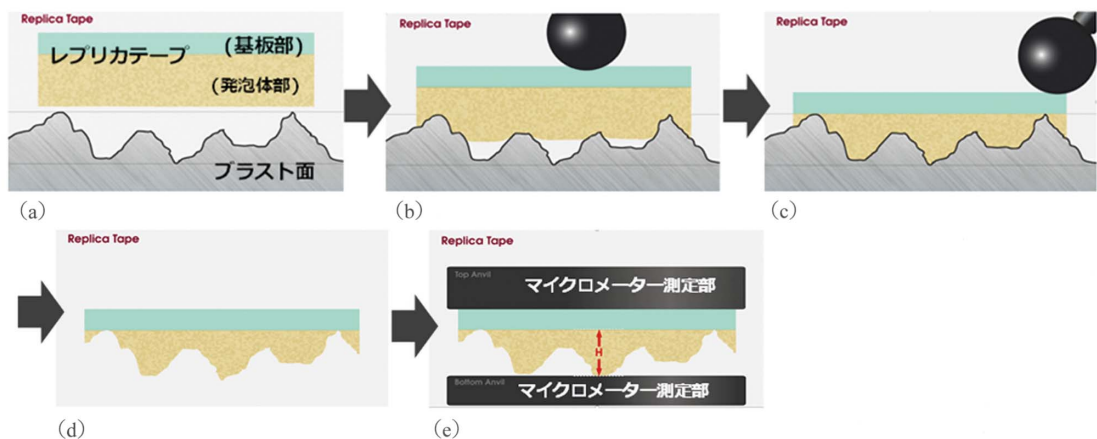 Replica Tape
レプリカテープ
(基板部)
(発泡体部)
ブラスト面
(a)
Replica Tape
(b)
Replica Tape
(c)
Replica Tape
(d)
Replica Tape
Top Anvil
マイクロメーター測定部
H
Bottom Anvil
マイクロメーター測定部
(e)